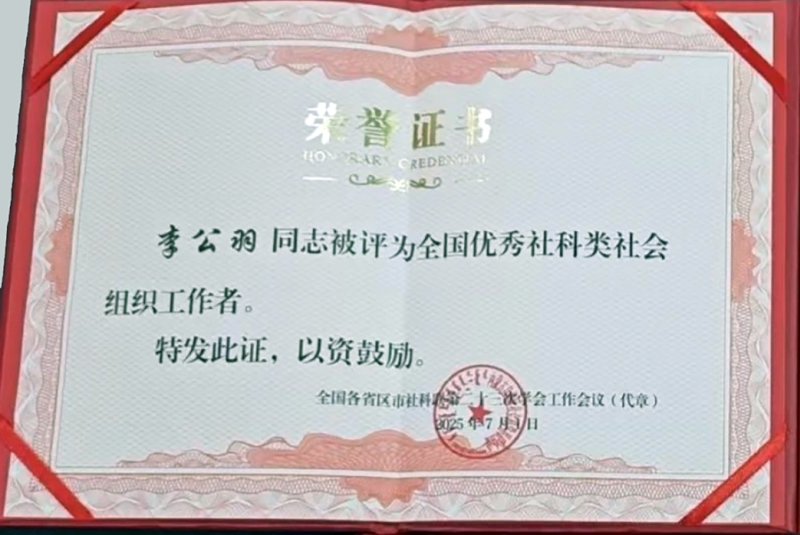 荣誉证书
HONORARY CREDENTIAL
李公羽 同志被评为全国优秀社科类社会
组织工作者。
特发此证，以资鼓励。
全国各省区市社科联第二十三次学会工作会议（代章）
2025年7月1日